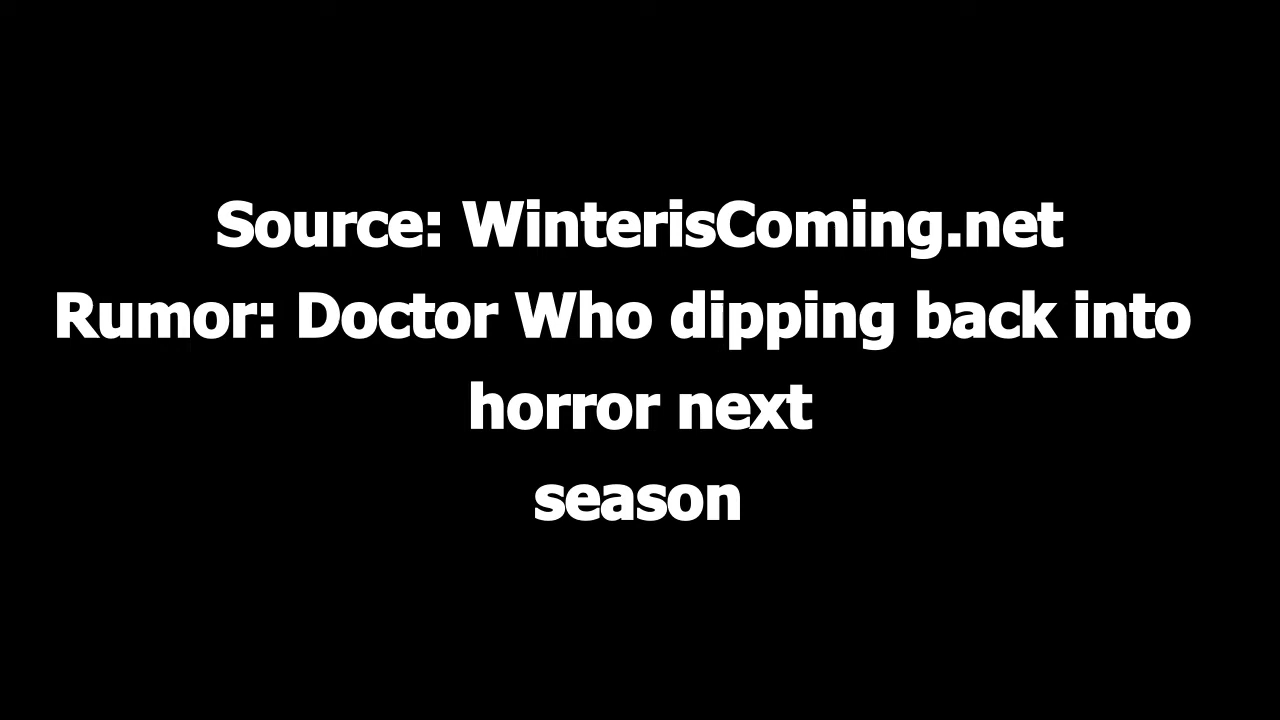 Source: WinterisComing.net
Rumor: Doctor Who dipping back into
horror next
season